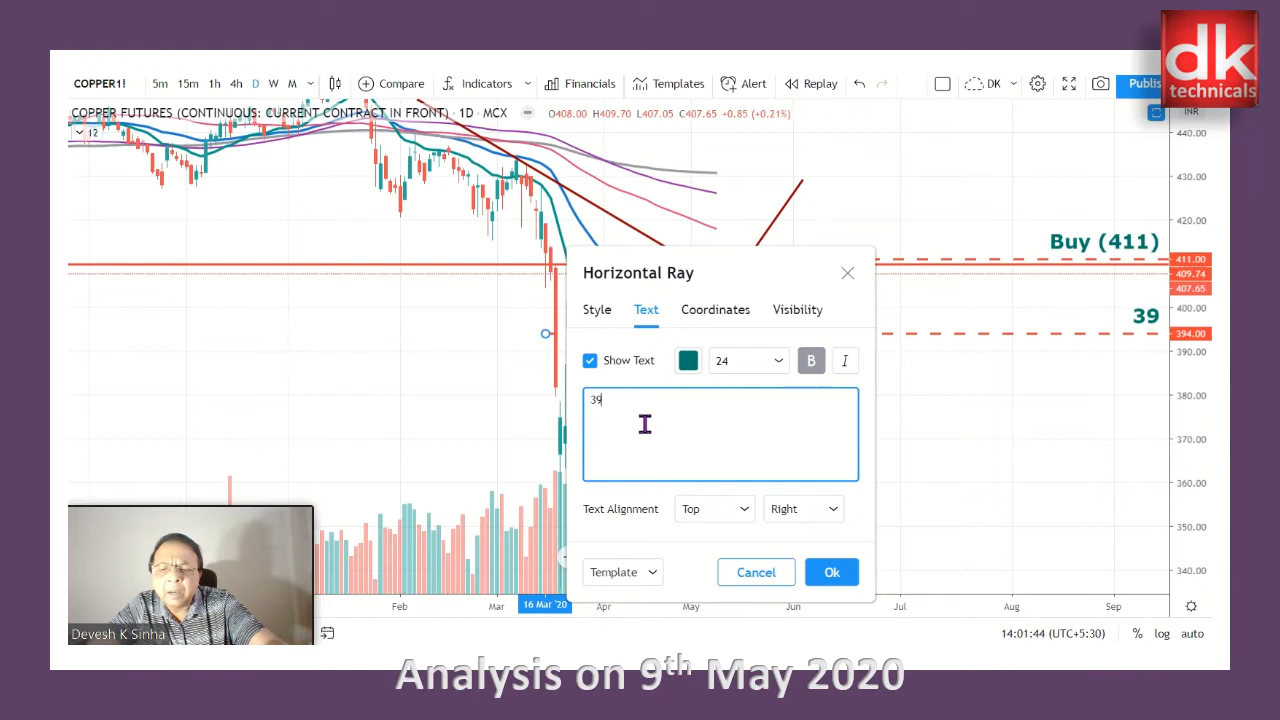 dk
technicals
COPPER1! 5m 15m 1h 4h D W M Compare Indicators Financials Templates Alert Replay DK Publis
COPPER FUTURES (CONTINUOUS: CURRENT CONTRACT IN FRONT) · 1D · MCX O408.00 H409.70 L407.05 C407.65 +0.85 (+0.21%) INR
12
440.00
430.00
420.00
Buy (411)
411.00
409.74
407.65
400.00
39
394.00
390.00
380.00
370.00
360.00
350.00
340.00
Horizontal Ray
Style Text Coordinates Visibility
Show Text 24 B I
39
Text Alignment Top Right
Template Cancel Ok
Feb Mar 16 Mar '20 Apr May Jun Jul Aug Sep
Devesh K Sinha
14:01:44 (UTC+5:30) % log auto
Analysis on 9th May 2020